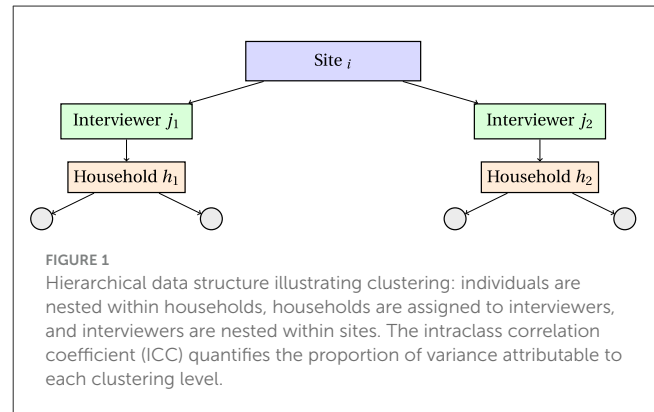 Site i
Interviewer j1 Interviewer j2
Household h1 Household h2
FIGURE 1
Hierarchical data structure illustrating clustering: individuals are
nested within households, households are assigned to interviewers,
and interviewers are nested within sites. The intraclass correlation
coefficient (ICC) quantifies the proportion of variance attributable to
each clustering level.